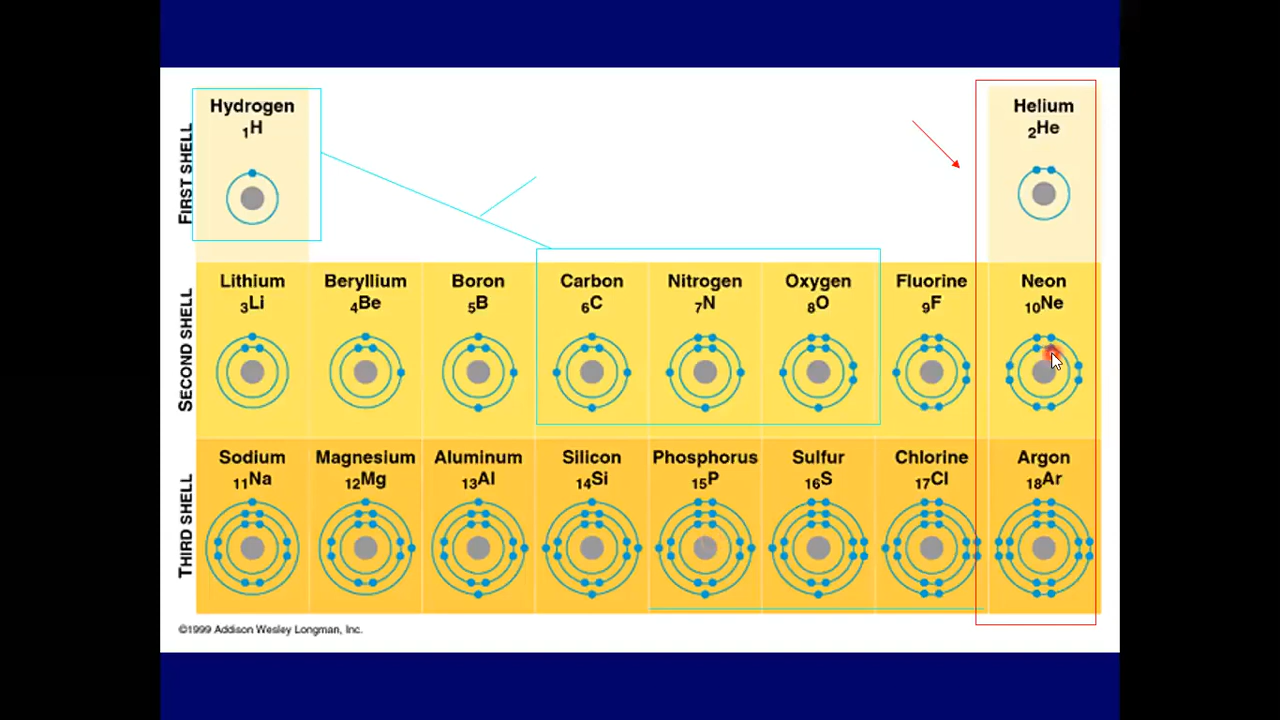 FIRST SHELL
Hydrogen
1H
Helium
2He
SECOND SHELL
Lithium
3Li
Beryllium
4Be
Boron
5B
Carbon
6C
Nitrogen
7N
Oxygen
8O
Fluorine
9F
Neon
10Ne
THIRD SHELL
Sodium
11Na
Magnesium
12Mg
Aluminum
13Al
Silicon
14Si
Phosphorus
15P
Sulfur
16S
Chlorine
17Cl
Argon
18Ar
©1999 Addison Wesley Longman, Inc.